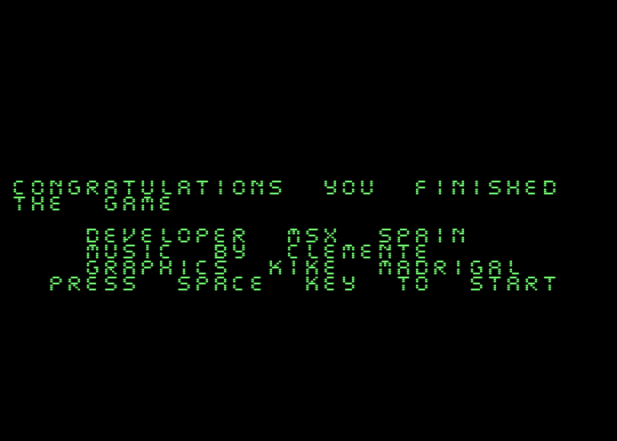 CONGRATULATIONS YOU FINISHED
THE GAME
DEVELOPER MSX SPAIN
MUSIC BY CLEMENTE
GRAPHICS KIKE MADRIGAL
PRESS SPACE KEY TO START